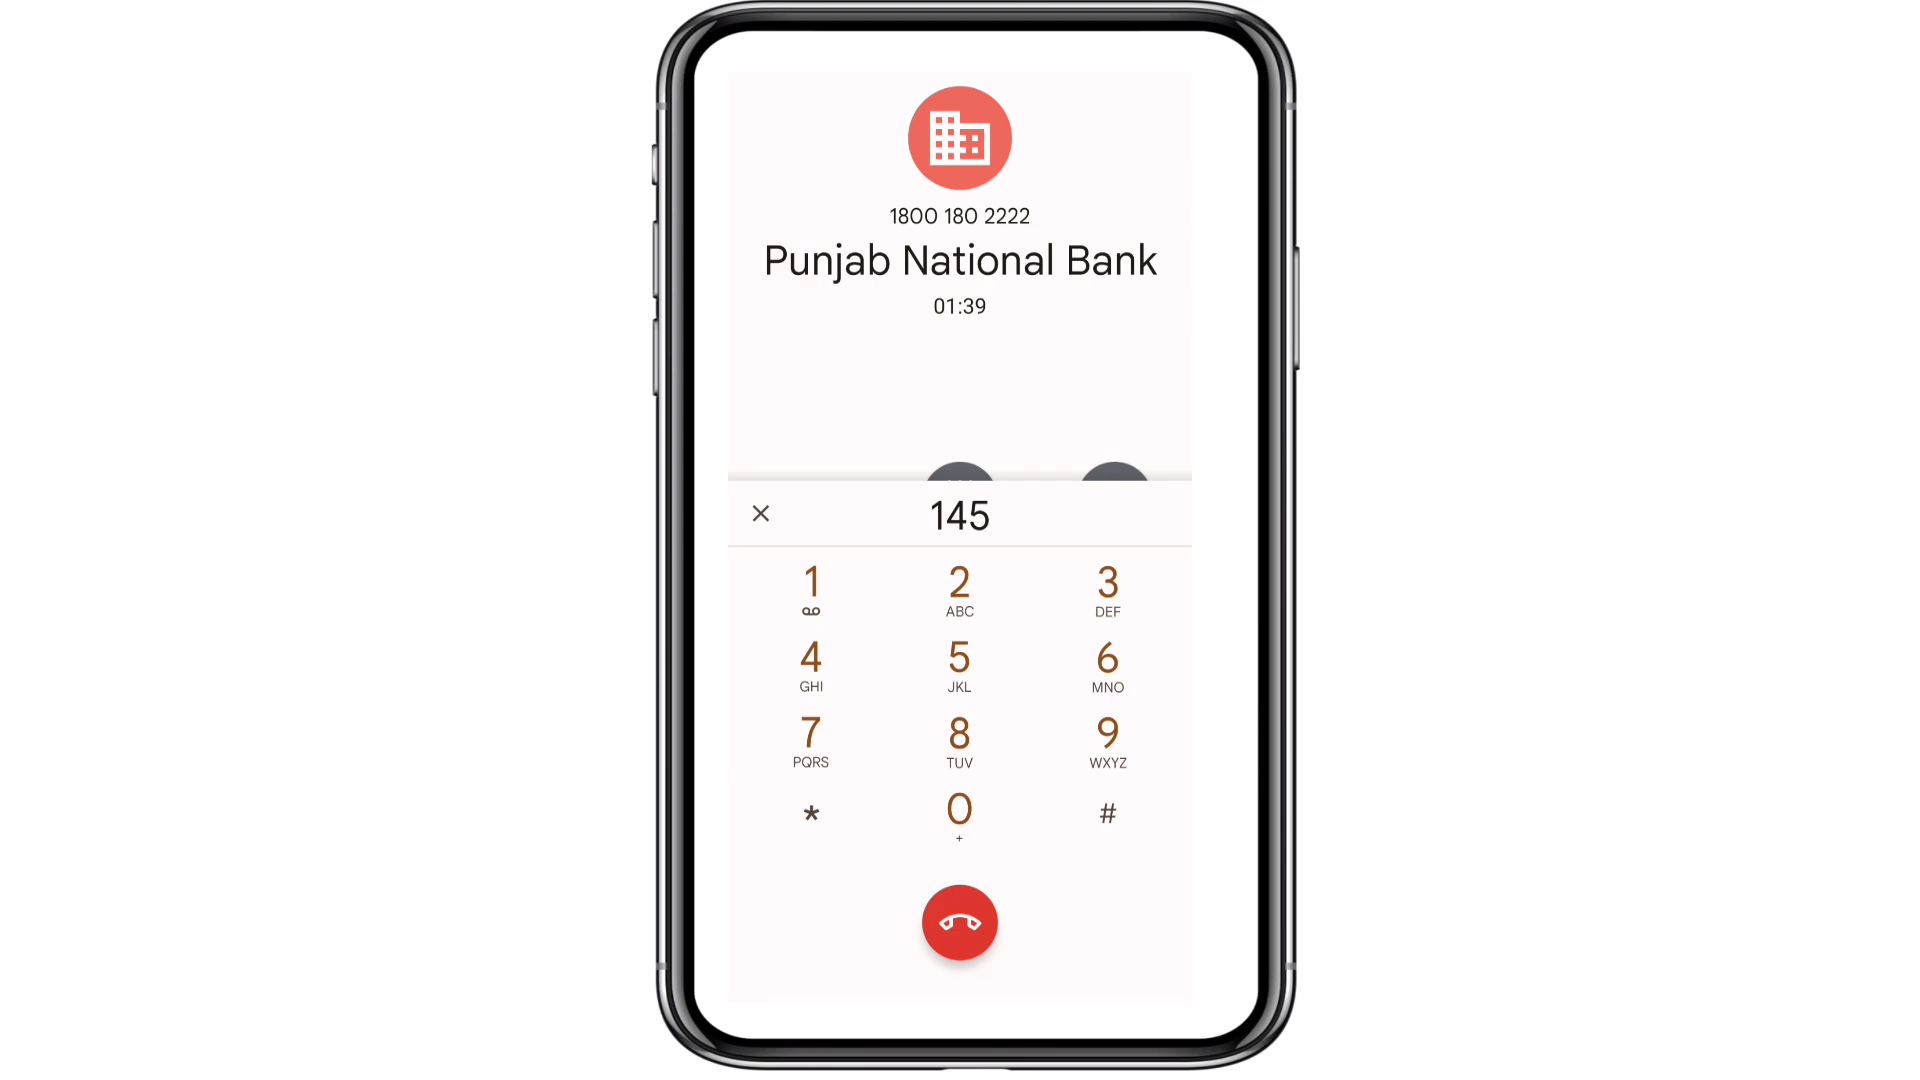 1800 180 2222
Punjab National Bank
01:39
145
1 2 3
ABC DEF
4 5 6
GHI JKL MNO
7 8 9
PQRS TUV WXYZ
* 0 #
+